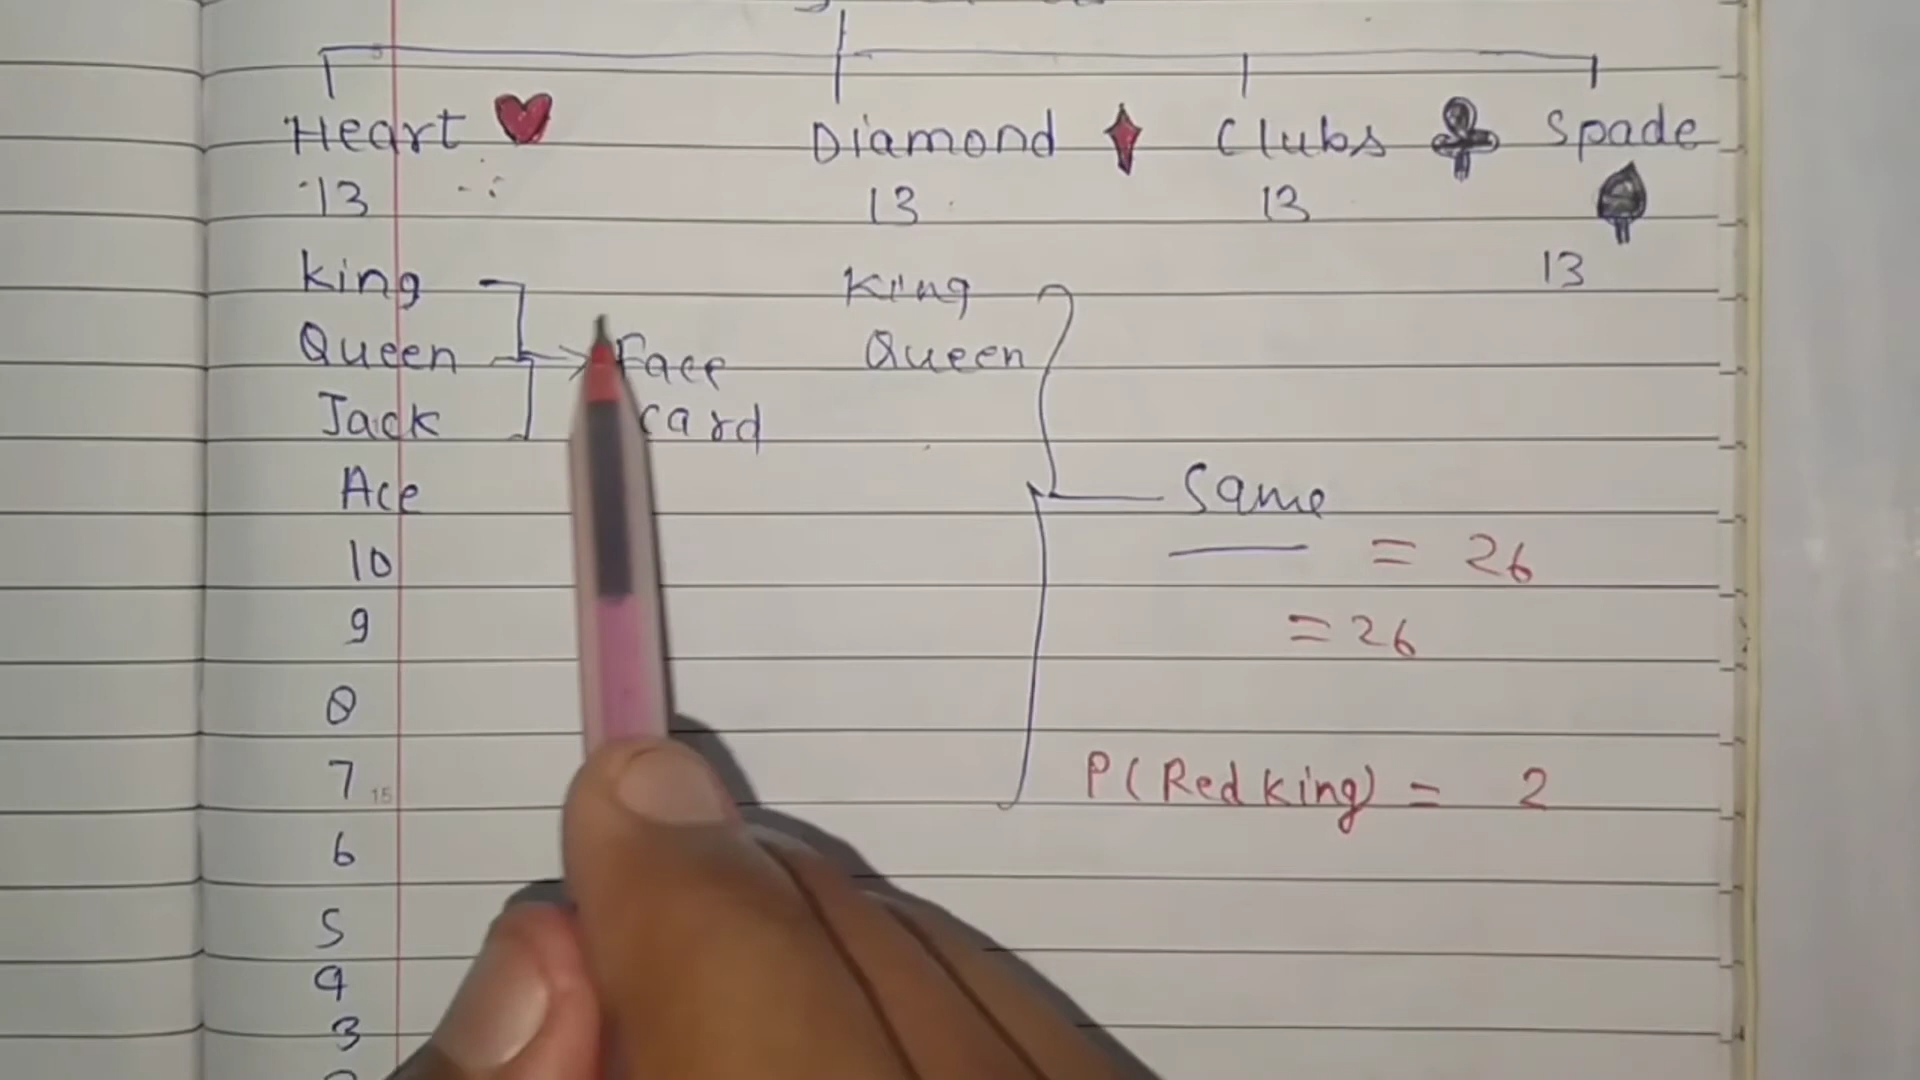 Heart Diamond Clubs Spade
13 13 13
13
King King
Queen Face Queen
Jack card
Ace Same
10 = 26
9 = 26
8
7 P(Red King) = 2
6
5
4
3